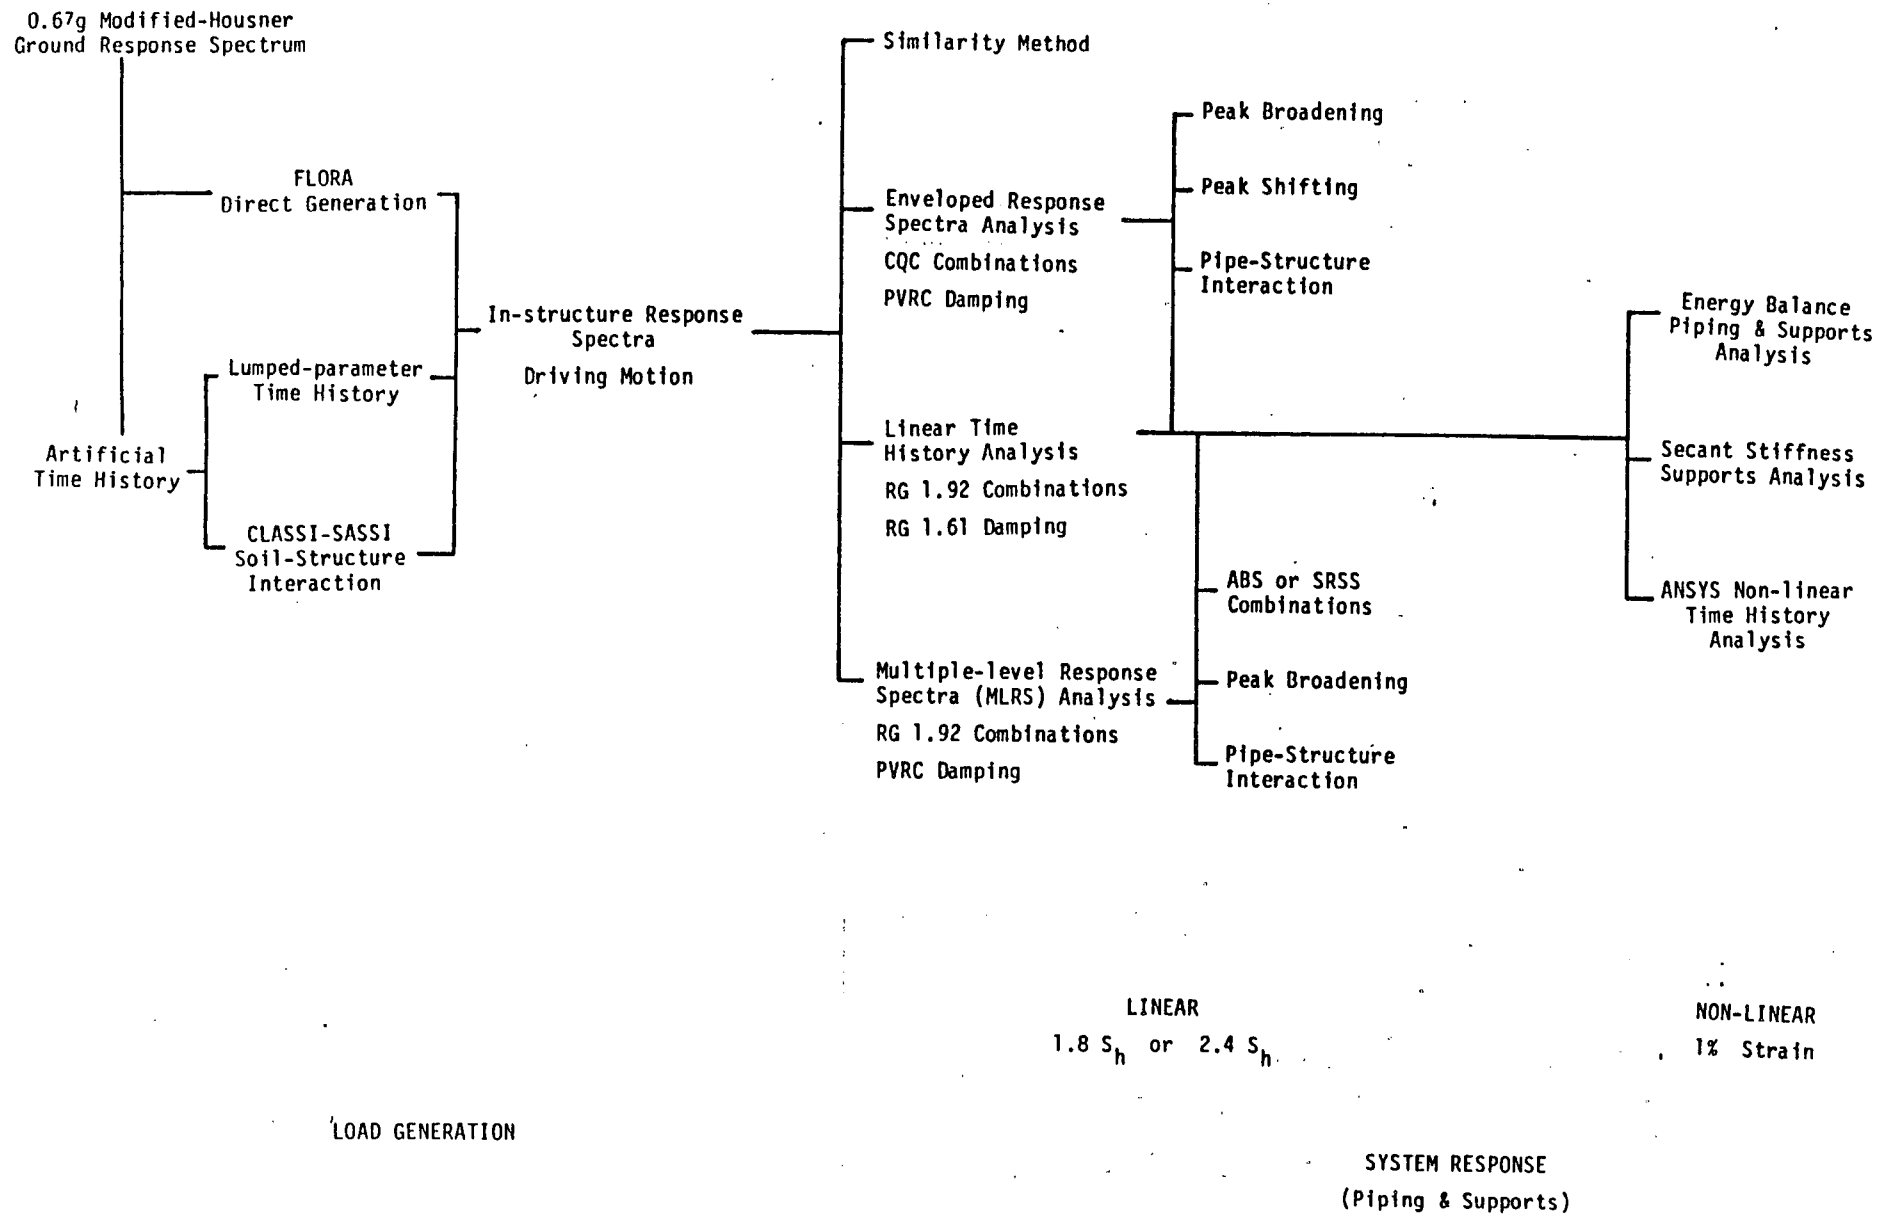 0.67g Modified-Housner
Ground Response Spectrum
FLORA
Direct Generation
Lumped-parameter
Time History
Artificial
Time History
CLASSI-SASSI
Soil-Structure
Interaction
In-structure Response
Spectra
Driving Motion
Similarity Method
Enveloped Response
Spectra Analysis
CQC Combinations
PVRC Damping
Linear Time
History Analysis
RG 1.92 Combinations
RG 1.61 Damping
Multiple-level Response
Spectra (MLRS) Analysis
RG 1.92 Combinations
PVRC Damping
Peak Broadening
Peak Shifting
Pipe-Structure
Interaction
ABS or SRSS
Combinations
Peak Broadening
Pipe-Structure
Interaction
Energy Balance
Piping & Supports
Analysis
Secant Stiffness
Supports Analysis
ANSYS Non-linear
Time History
Analysis
LINEAR
1.8 Sh or 2.4 Sh
NON-LINEAR
1% Strain
LOAD GENERATION
SYSTEM RESPONSE
(Piping & Supports)